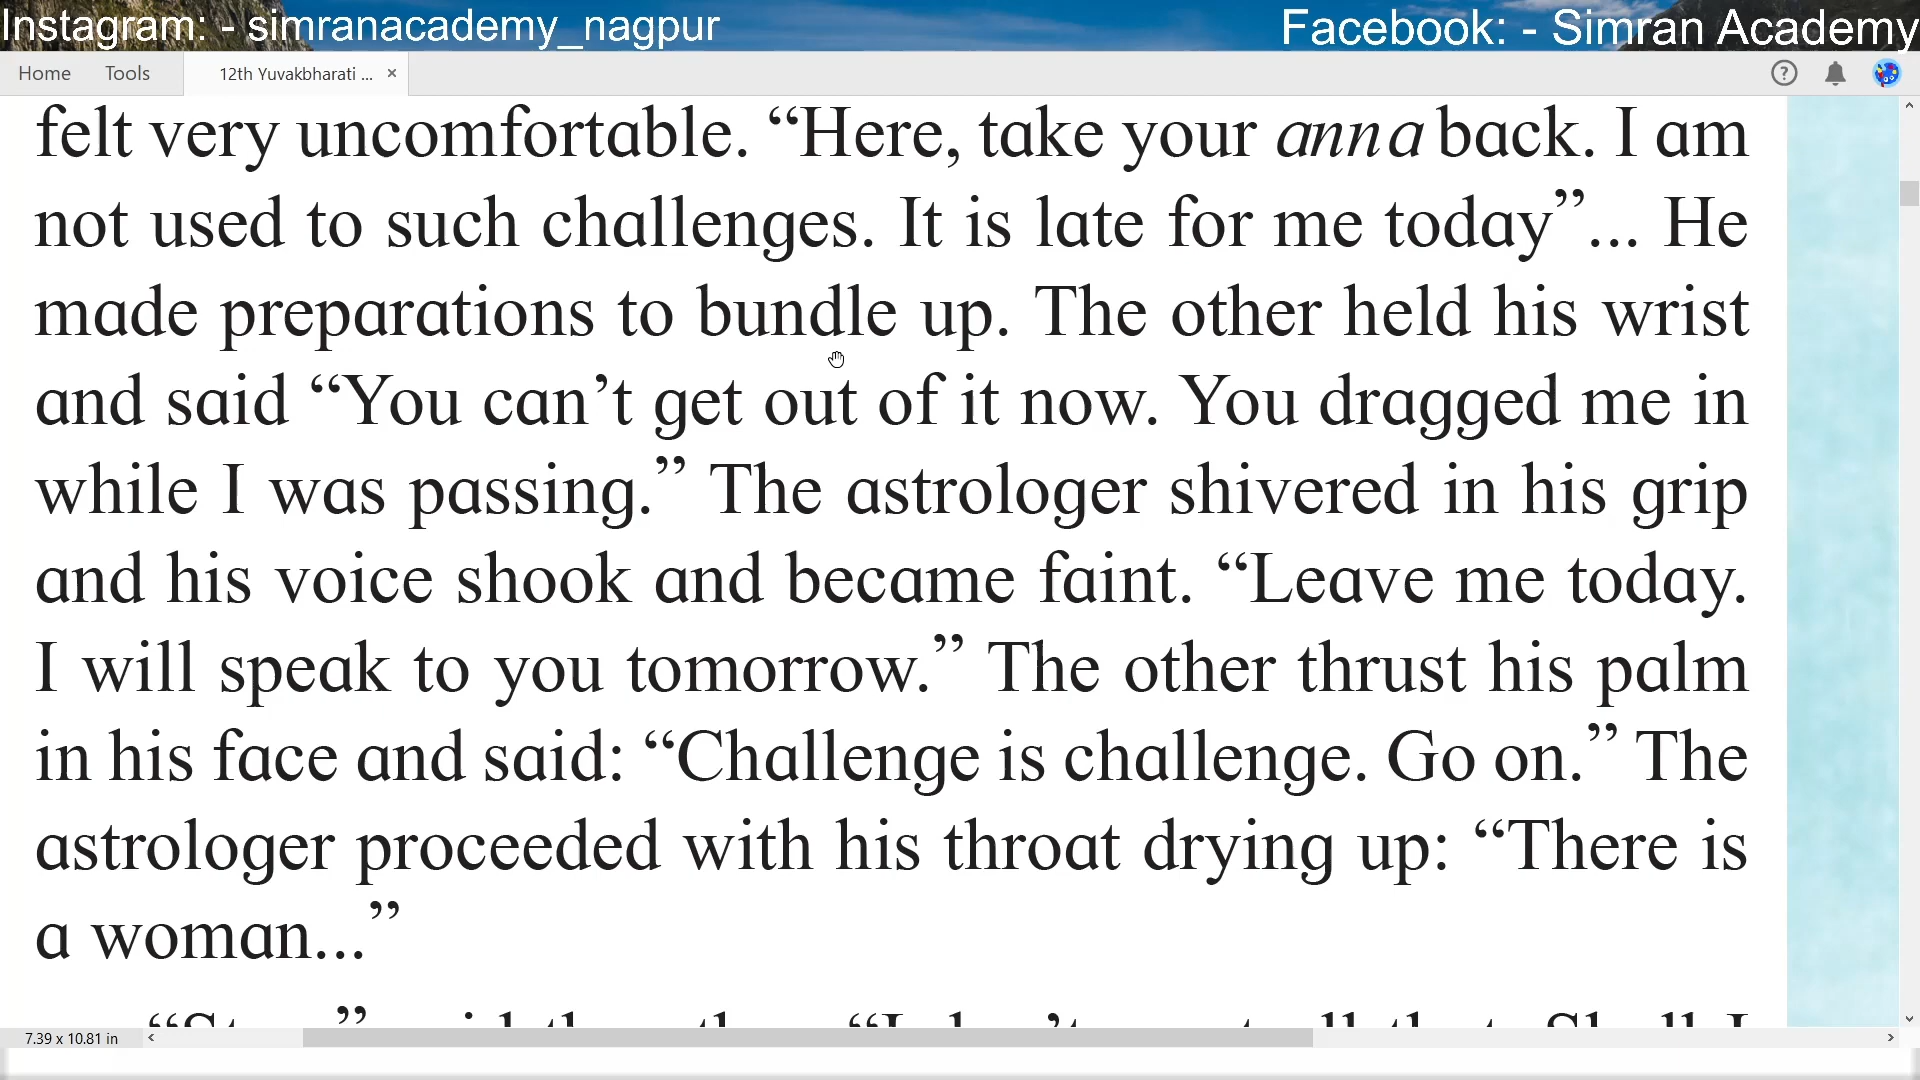 Instagram: - simranacademy_nagpur
Facebook: - Simran Academy
Home Tools 12th Yuvakbharati ... ×
felt very uncomfortable. “Here, take your anna back. I am
not used to such challenges. It is late for me today”... He
made preparations to bundle up. The other held his wrist
and said “You can’t get out of it now. You dragged me in
while I was passing.” The astrologer shivered in his grip
and his voice shook and became faint. “Leave me today.
I will speak to you tomorrow.” The other thrust his palm
in his face and said: “Challenge is challenge. Go on.” The
astrologer proceeded with his throat drying up: “There is
a woman...”
7.39 x 10.81 in